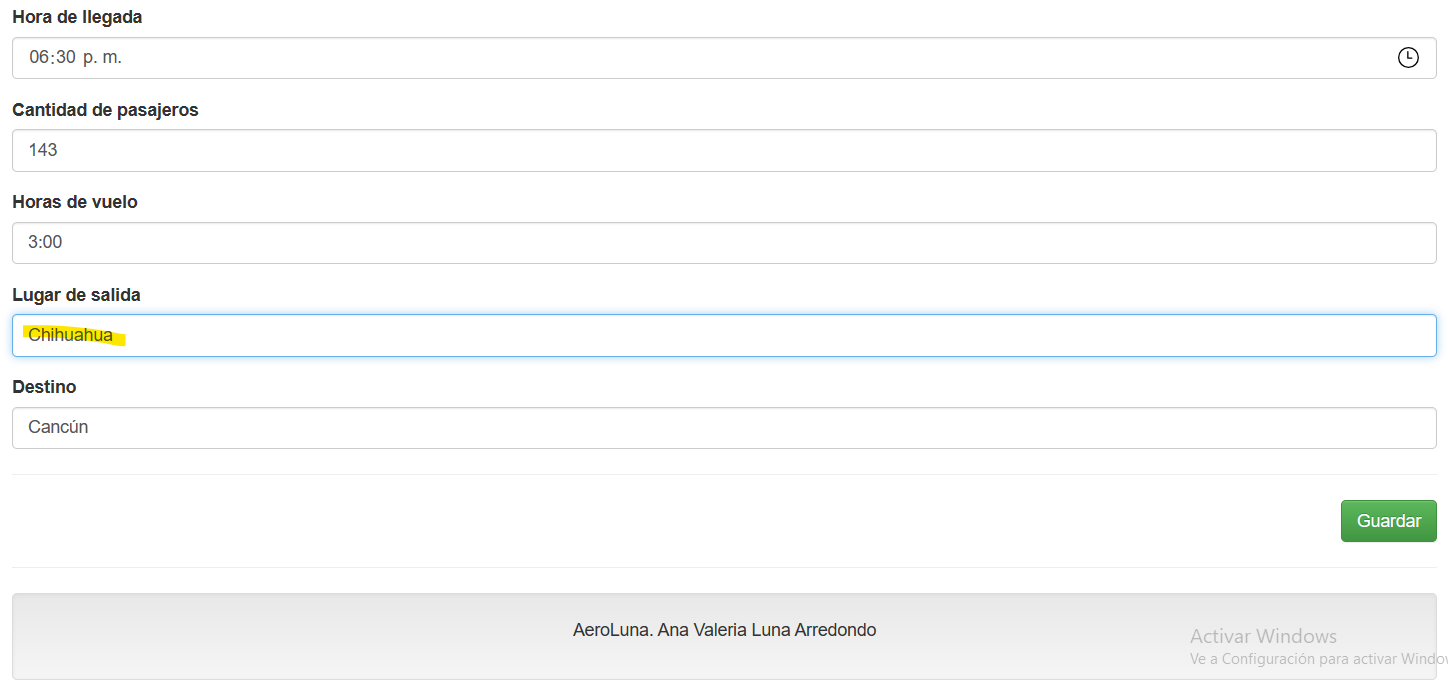 Hora de llegada
06:30 p. m.
Cantidad de pasajeros
143
Horas de vuelo
3:00
Lugar de salida
Chihuahua
Destino
Cancún
Guardar
AeroLuna. Ana Valeria Luna Arredondo
Activar Windows
Ve a Configuración para activar Windo